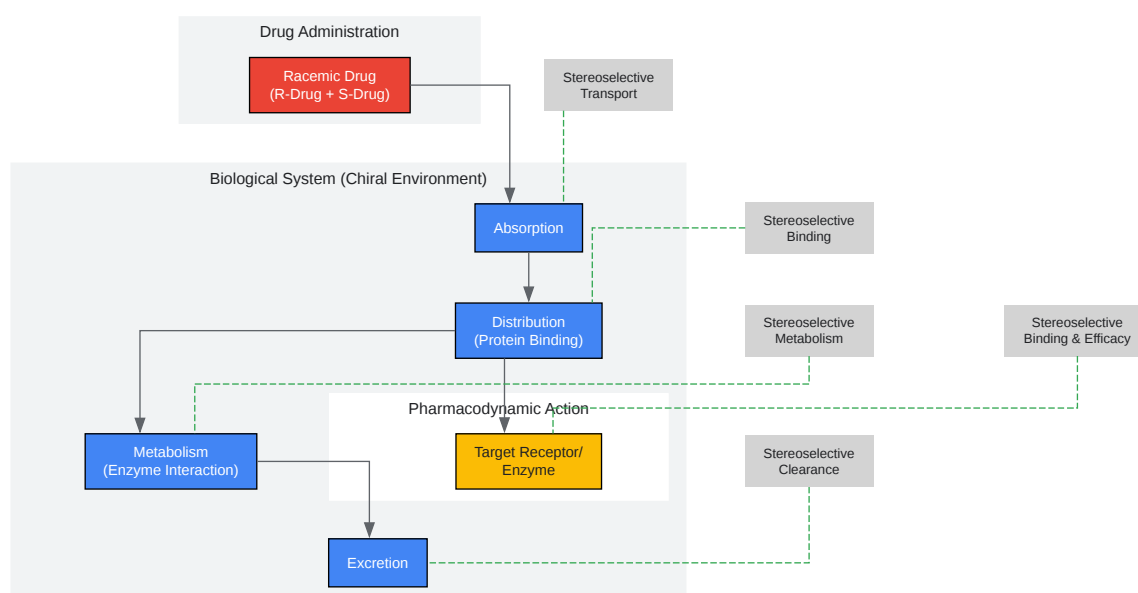 Drug Administration
Racemic Drug
(R-Drug + S-Drug)
Stereoselective
Transport
Biological System (Chiral Environment)
Absorption
Stereoselective
Binding
Distribution
(Protein Binding)
Stereoselective
Metabolism
Stereoselective
Binding & Efficacy
Pharmacodynamic Action
Metabolism
(Enzyme Interaction)
Target Receptor/
Enzyme
Stereoselective
Clearance
Excretion